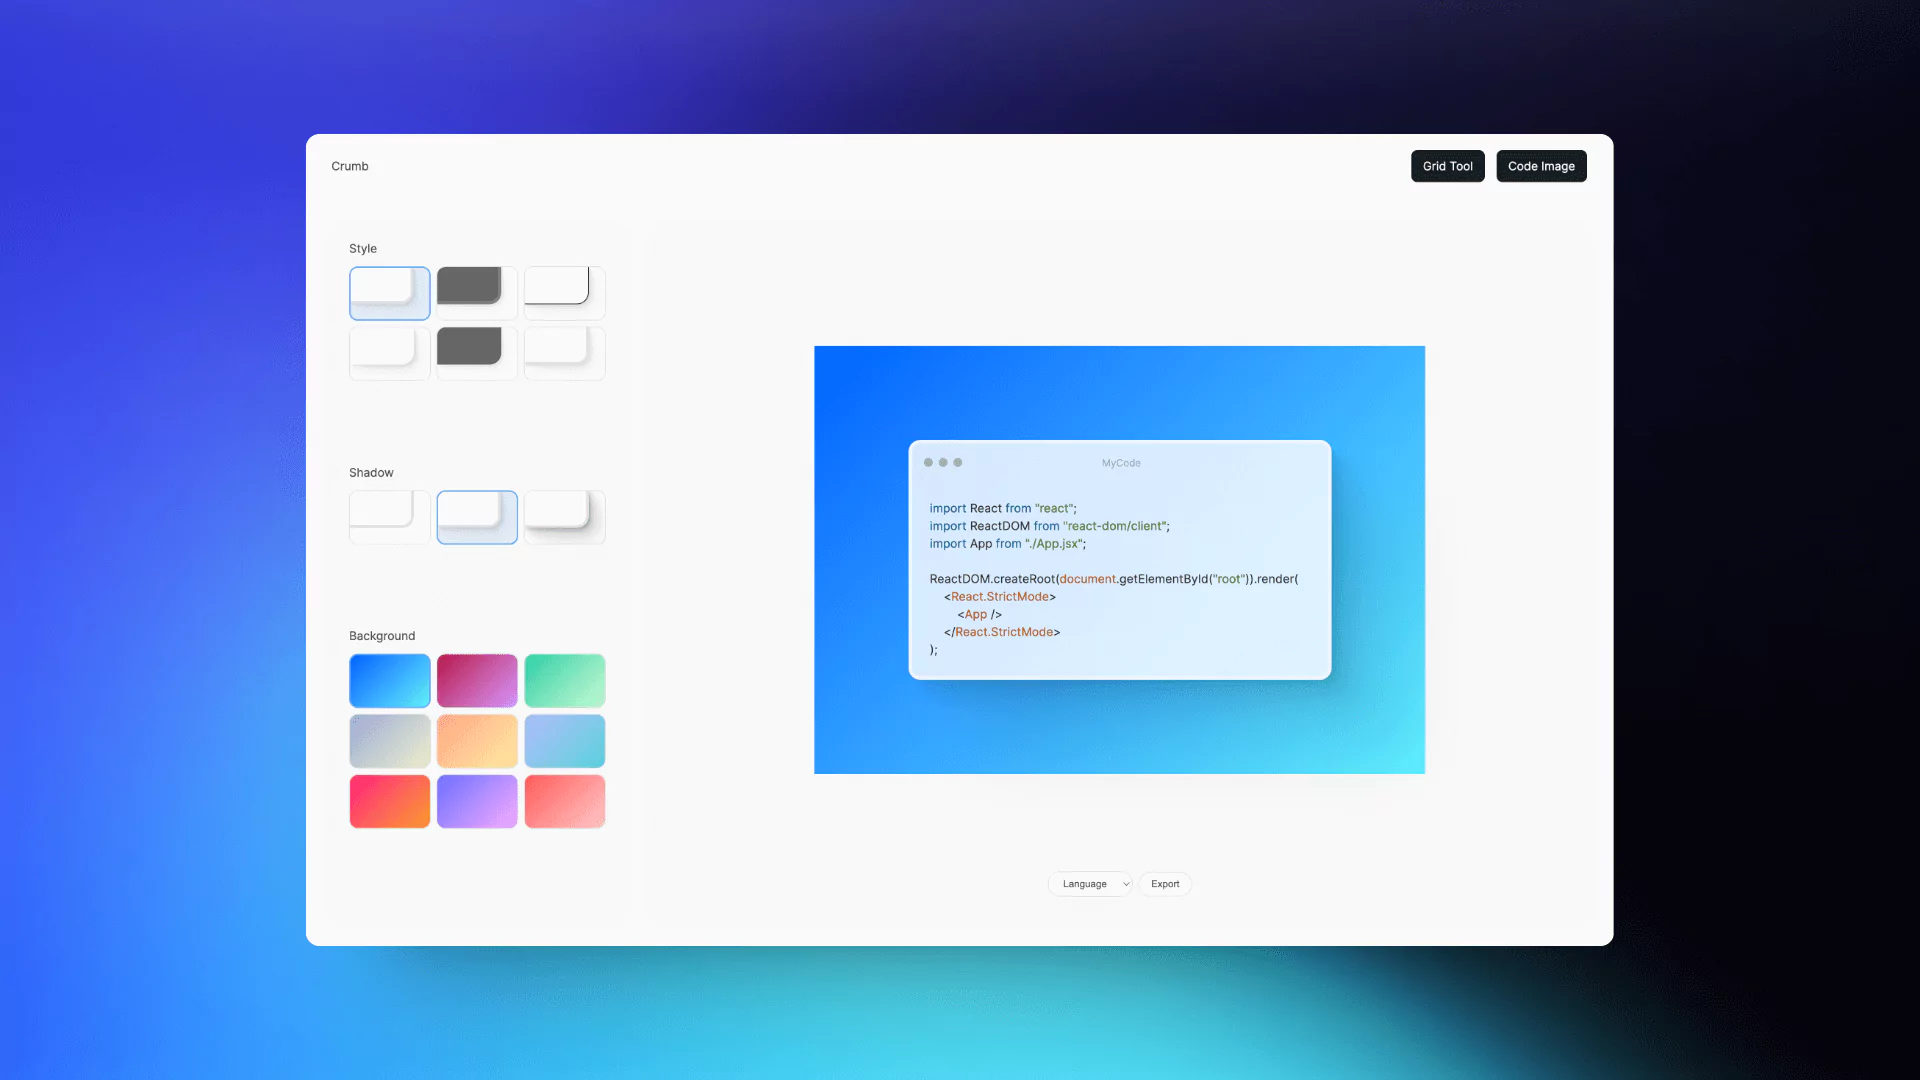 Crumb
Grid Tool
Code Image
Style
Shadow
Background
MyCode
import React from "react";
import ReactDOM from "react-dom/client";
import App from "./App.jsx";
ReactDOM.createRoot(document.getElementById("root")).render(
<React.StrictMode>
<App />
</React.StrictMode>
);
Language
Export